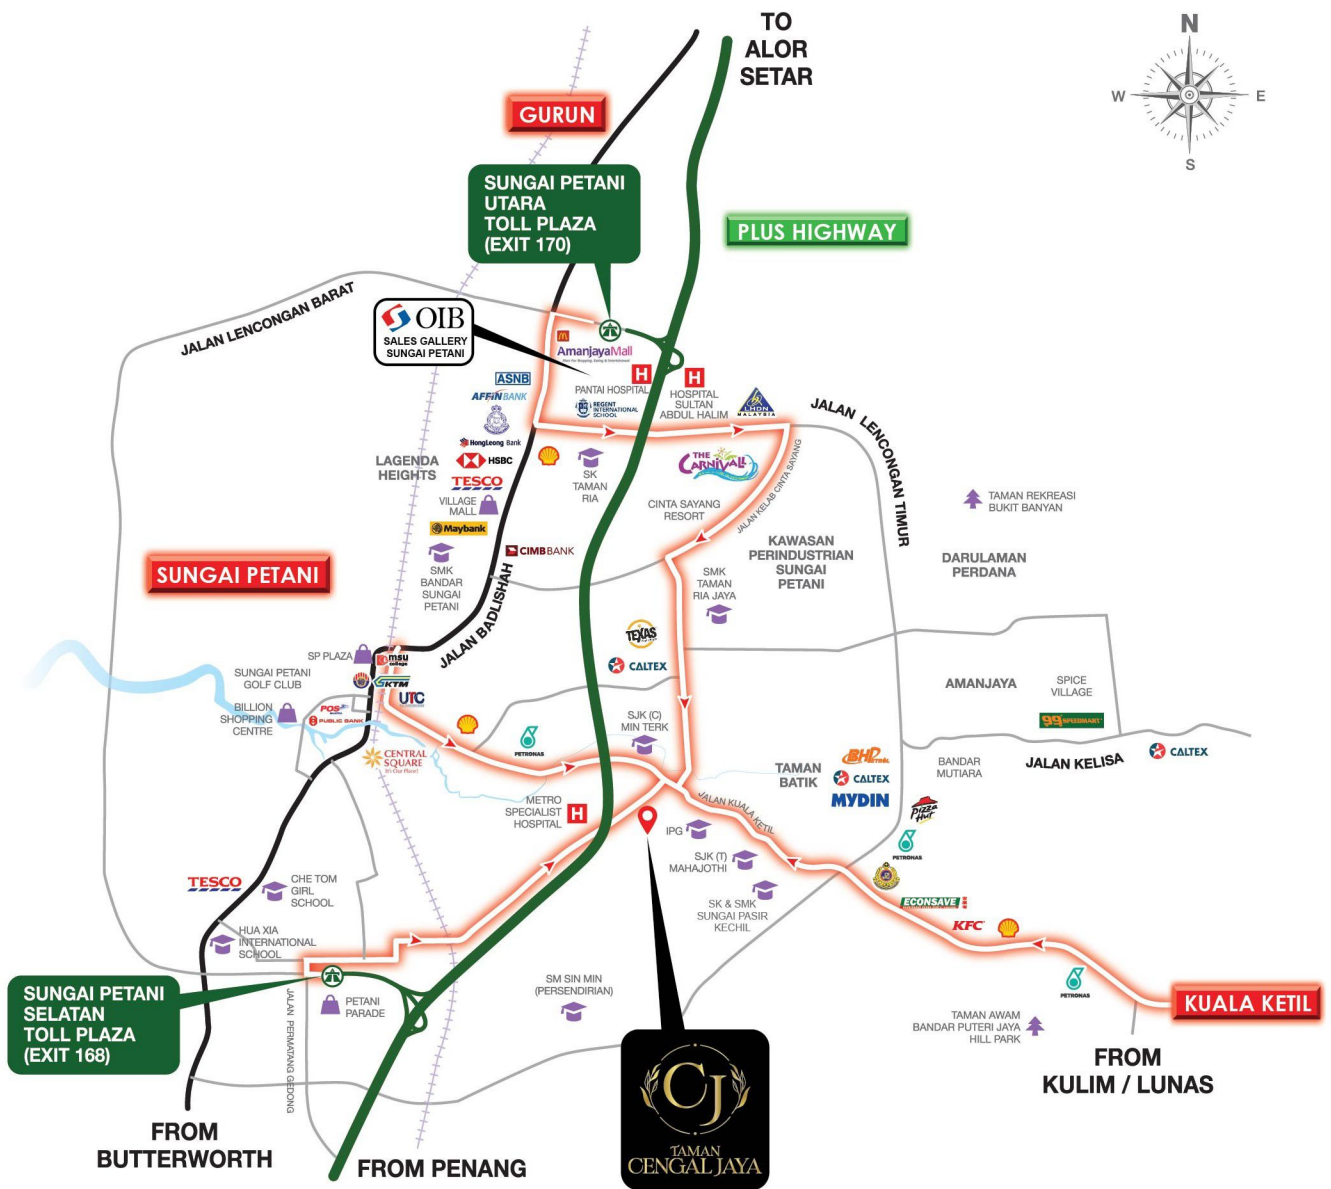 TO
ALOR
SETAR
N
W
E
S
GURUN
SUNGAI PETANI
UTARA
TOLL PLAZA
(EXIT 170)
PLUS HIGHWAY
JALAN LENCONGAN BARAT
OIB
SALES GALLERY
SUNGAI PETANI
AmanjayaMall
H
PANTAI HOSPITAL
H
HOSPITAL
SULTAN
ABDUL HALIM
REGENT
INTERNATIONAL
SCHOOL
LHDN
MALAYSIA
ASNB
AFFIN BANK
HongLeong Bank
HSBC
LAGENDA
HEIGHTS
TESCO
VILLAGE
MALL
Maybank
SMK
BANDAR
SUNGAI
PETANI
CIMB BANK
SK
TAMAN
RIA
THE
CARNIVALL
CINTA SAYANG
RESORT
JALAN KELAB CINTA SAYANG
JALAN LENCONGAN TIMUR
TAMAN REKREASI
BUKIT BANYAN
KAWASAN
PERINDUSTRIAN
SUNGAI
PETANI
DARULAMAN
PERDANA
SUNGAI PETANI
SMK
TAMAN
RIA JAYA
JALAN BADLISHAH
TEXAS
CALTEX
SP PLAZA
msu
college
KTM
UTC
SUNGAI PETANI
GOLF CLUB
BILLION
SHOPPING
CENTRE
POS
PUBLIC BANK
CENTRAL
SQUARE
It's Our Place!
PETRONAS
SJK (C)
MIN TERK
AMANJAYA
SPICE
VILLAGE
99 SPEEDMART
JALAN KELISA
CALTEX
BANDAR
MUTIARA
TAMAN
BATIK
BHPetrol
CALTEX
MYDIN
METRO
SPECIALIST
HOSPITAL
H
JALAN KUALA KETIL
IPG
SJK (T)
MAHAJOTHI
SK & SMK
SUNGAI PASIR
KECHIL
Pizza
Hut
PETRONAS
ECONSAVE
KFC
PETRONAS
TESCO
CHE TOM
GIRL
SCHOOL
HUA XIA
INTERNATIONAL
SCHOOL
SUNGAI PETANI
SELATAN
TOLL PLAZA
(EXIT 168)
PETANI
PARADE
JALAN PERMATANG GEDONG
SM SIN MIN
(PERSENDIRIAN)
KUALA KETIL
TAMAN AWAM
BANDAR PUTERI JAYA
HILL PARK
FROM
KULIM / LUNAS
FROM
BUTTERWORTH
FROM PENANG
CJ
TAMAN
CENGAL JAYA